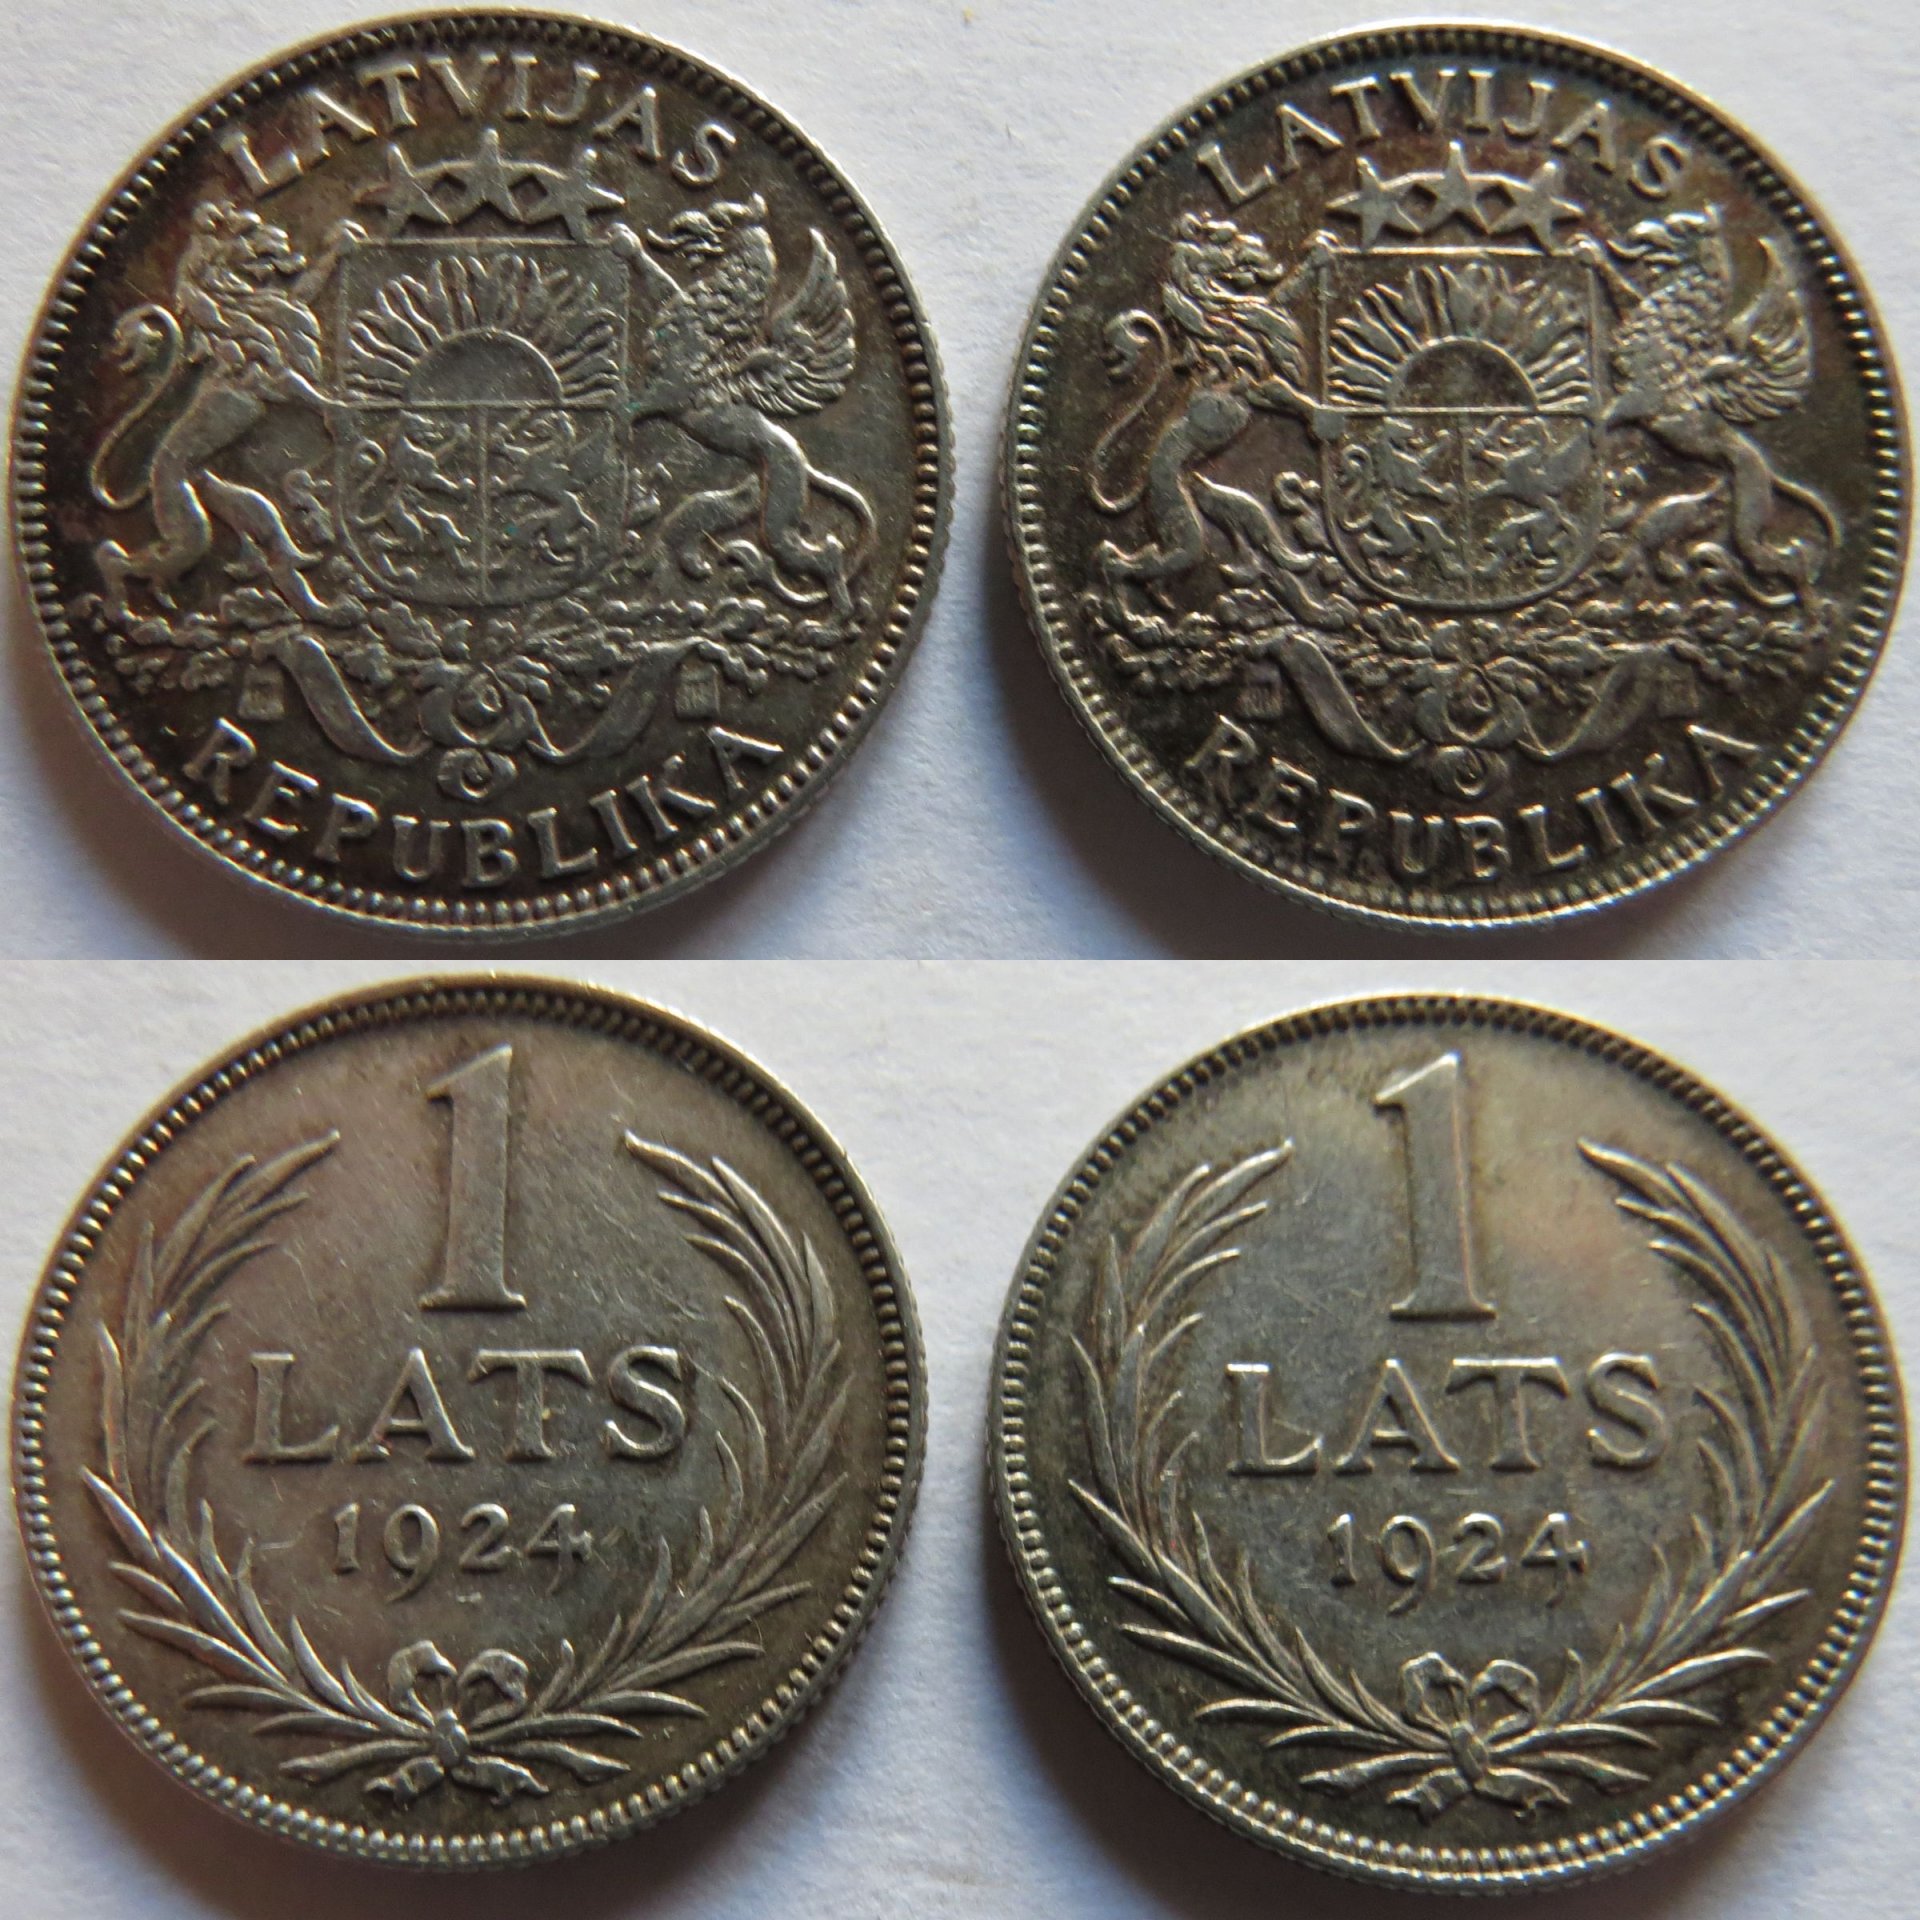 LATVIJAS
REPUBLIKA
LATVIJAS
REPUBLIKA
1
LATS
1924
1
LATS
1924